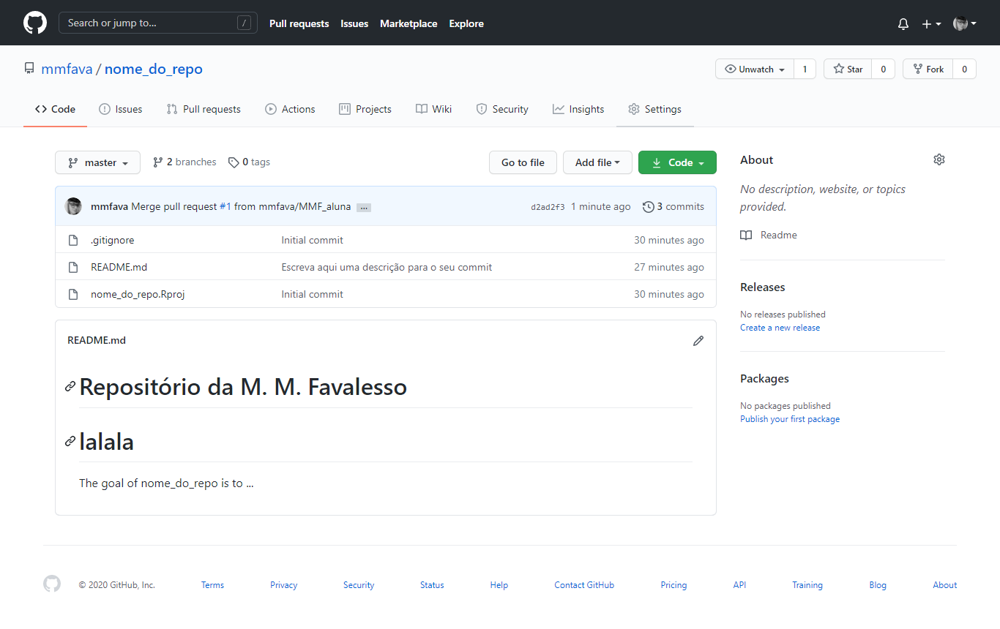 Search or jump to... /
Pull requests Issues Marketplace Explore
mmfava / nome_do_repo
Unwatch 1 Star 0 Fork 0
Code Issues Pull requests Actions Projects Wiki Security Insights Settings
master 2 branches 0 tags Go to file Add file Code
mmfava Merge pull request #1 from mmfava/MMF_aluna ... d2ad2f3 1 minute ago 3 commits
.gitignore Initial commit 30 minutes ago
README.md Escreva aqui uma descrição para o seu commit 27 minutes ago
nome_do_repo.Rproj Initial commit 30 minutes ago
README.md
Repositório da M. M. Favalesso
lalala
The goal of nome_do_repo is to ...
About
No description, website, or topics
provided.
Readme
Releases
No releases published
Create a new release
Packages
No packages published
Publish your first package
© 2020 GitHub, Inc. Terms Privacy Security Status Help Contact GitHub Pricing API Training Blog About